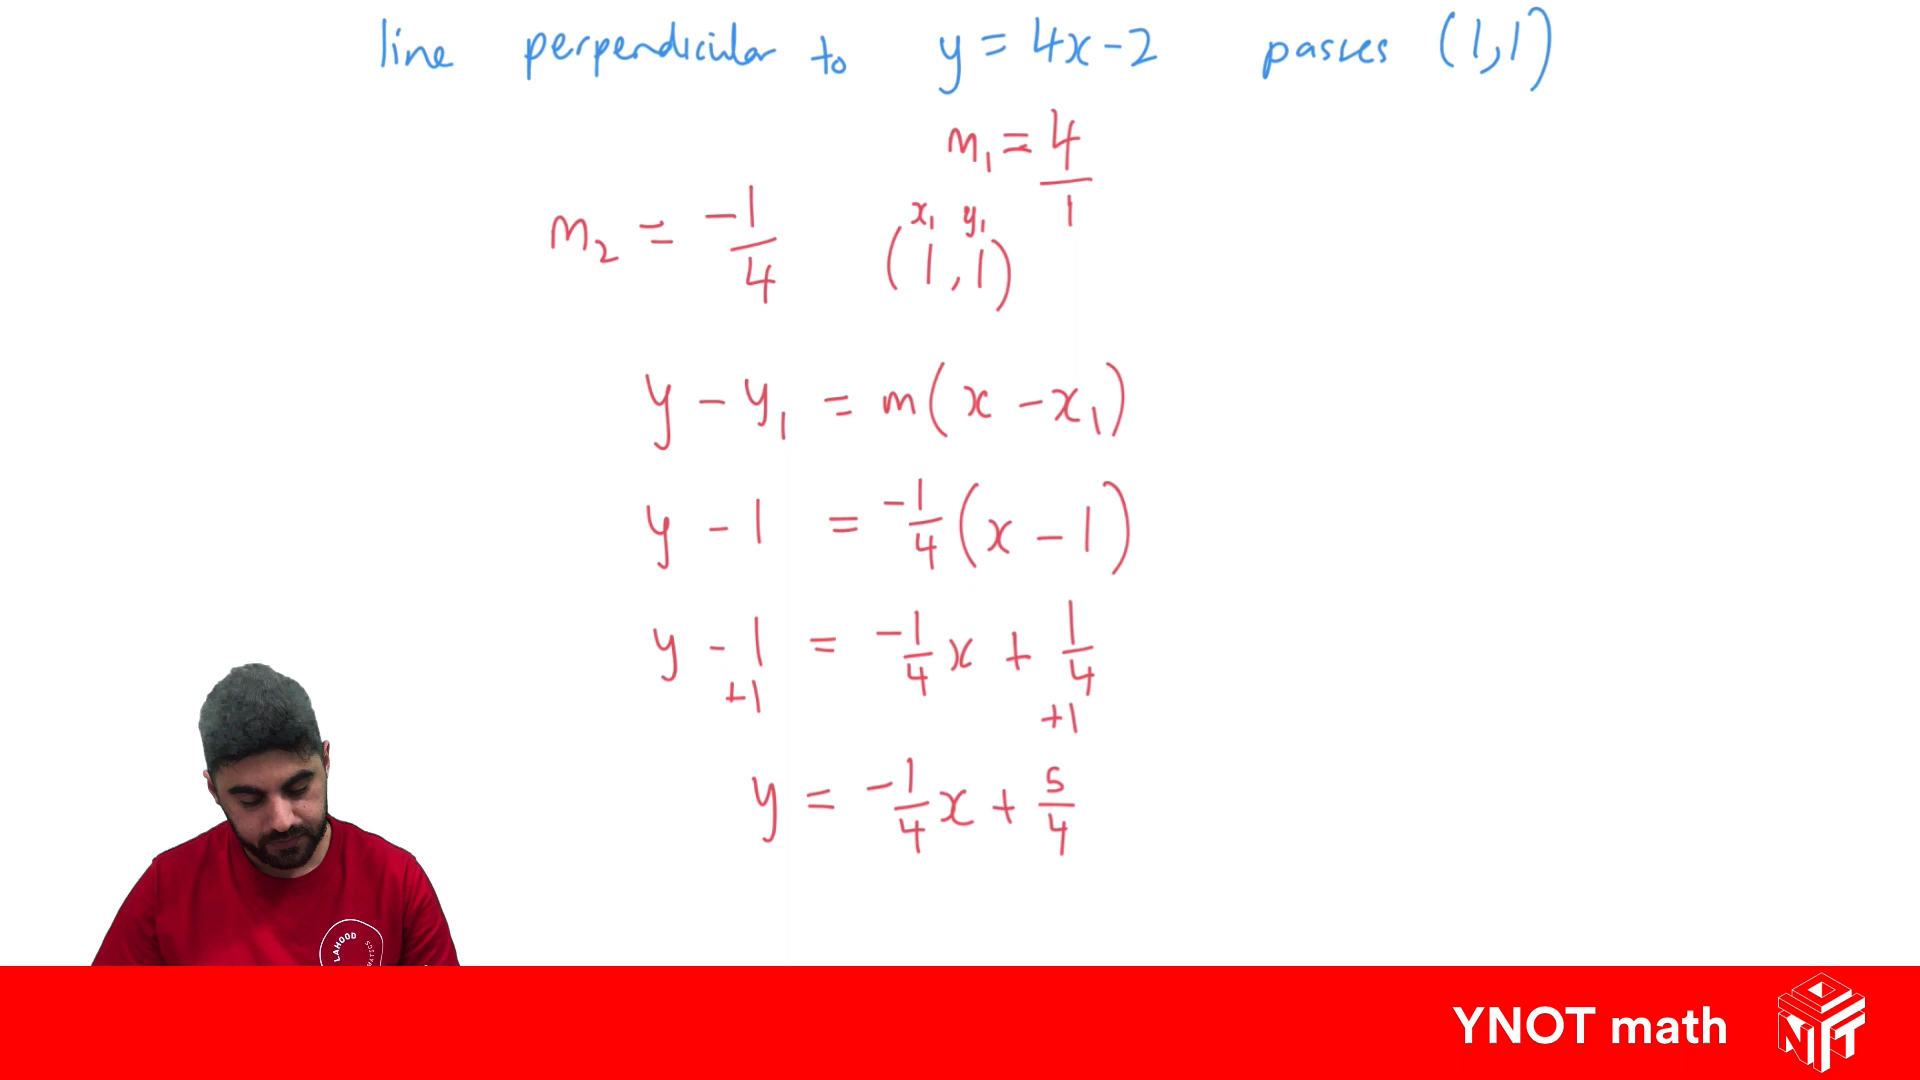 line perpendicular to y = 4x - 2 passes (1,1)
m₁ = 4/1
m₂ = -1/4
x₁ y₁
(1,1)
y - y₁ = m(x - x₁)
y - 1 = -1/4(x - 1)
y - 1 = -1/4x + 1/4
+1 +1
y = -1/4x + 5/4
LAHOOD
YNOT math